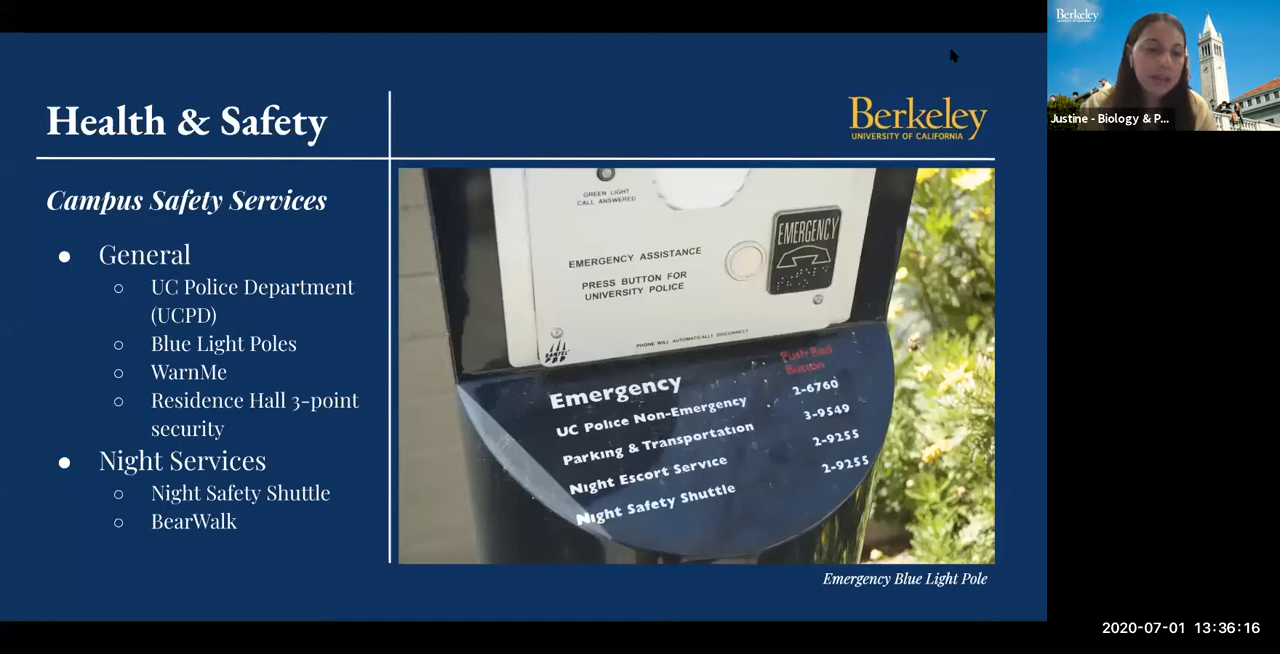 Health & Safety
Berkeley
UNIVERSITY OF CALIFORNIA
Campus Safety Services
● General
○ UC Police Department
(UCPD)
○ Blue Light Poles
○ WarnMe
○ Residence Hall 3-point
security
● Night Services
○ Night Safety Shuttle
○ BearWalk
GREEN LIGHT
CALL ANSWERED
EMERGENCY ASSISTANCE
PRESS BUTTON FOR
UNIVERSITY POLICE
EMERGENCY
PHONE WILL AUTOMATICALLY DISCONNECT
Emergency Push Red
Button
UC Police Non-Emergency 2-6760
Parking & Transportation 3-9549
Night Escort Service 2-9255
Night Safety Shuttle 2-9255
Emergency Blue Light Pole
Berkeley
Justine - Biology & P...
2020-07-01 13:36:16